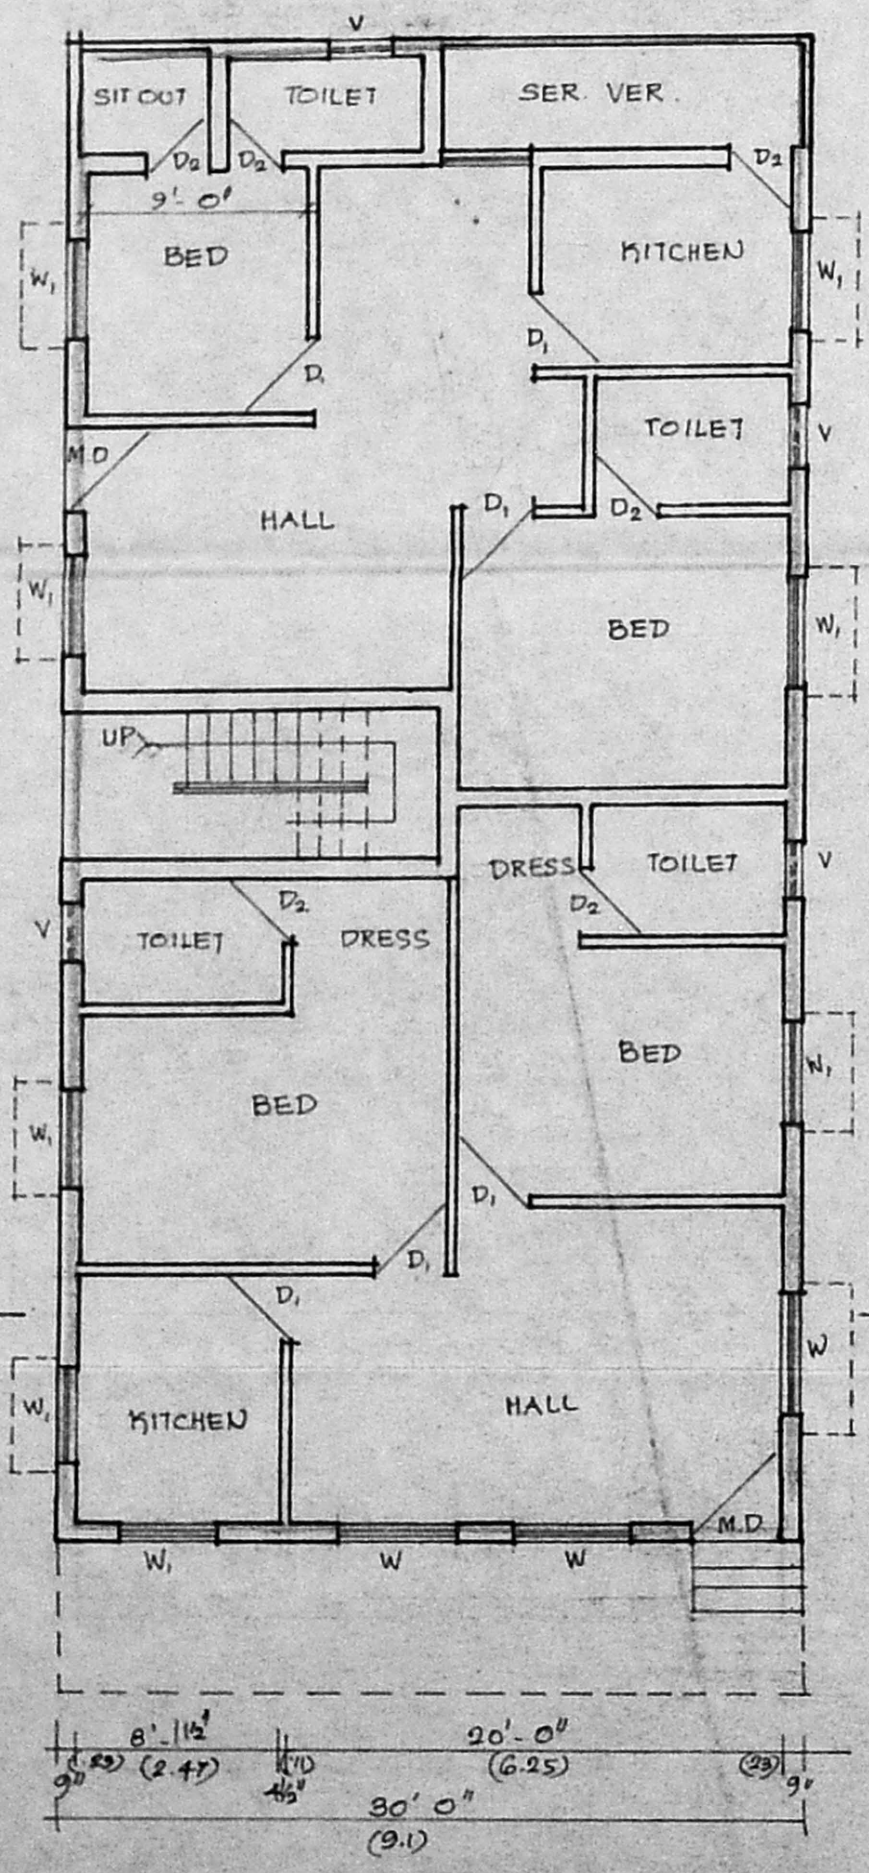 V
SIT OUT TOILET SER. VER.
D2 D2 D2
9'-0"
BED KITCHEN
W1 W1
D1
D1
M.D TOILET V
HALL D1 D2
W1 BED W1
UP
DRESS TOILET V
D2 D2
V TOILET DRESS
BED W1
BED
W1
D1
D1
D1
W
W1 KITCHEN HALL
M.D
W1 W W
8'-11½" 20'-0"
(2.47) (.11) (6.25) (23)
9" 4½" 9"
30' 0"
(9.1)